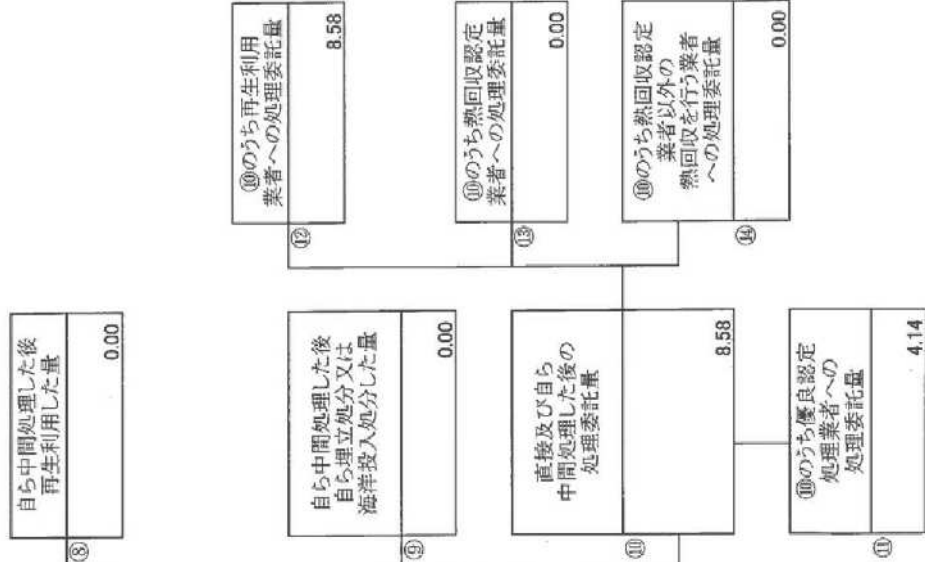 ⑧
自ら中間処理した後
再生利用した量
0.00
⑨
自ら中間処理した後
自ら埋立処分又は
海洋投入処分した量
0.00
⑩
直接及び自ら
中間処理した後の
処理委託量
8.58
⑪
⑩のうち優良認定
処理業者への
処理委託量
4.14
⑫
⑩のうち再生利用
業者への処理委託量
8.58
⑬
⑩のうち熱回収認定
業者への処理委託量
0.00
⑭
⑩のうち熱回収認定
業者以外の
熱回収を行う業者
への処理委託量
0.00